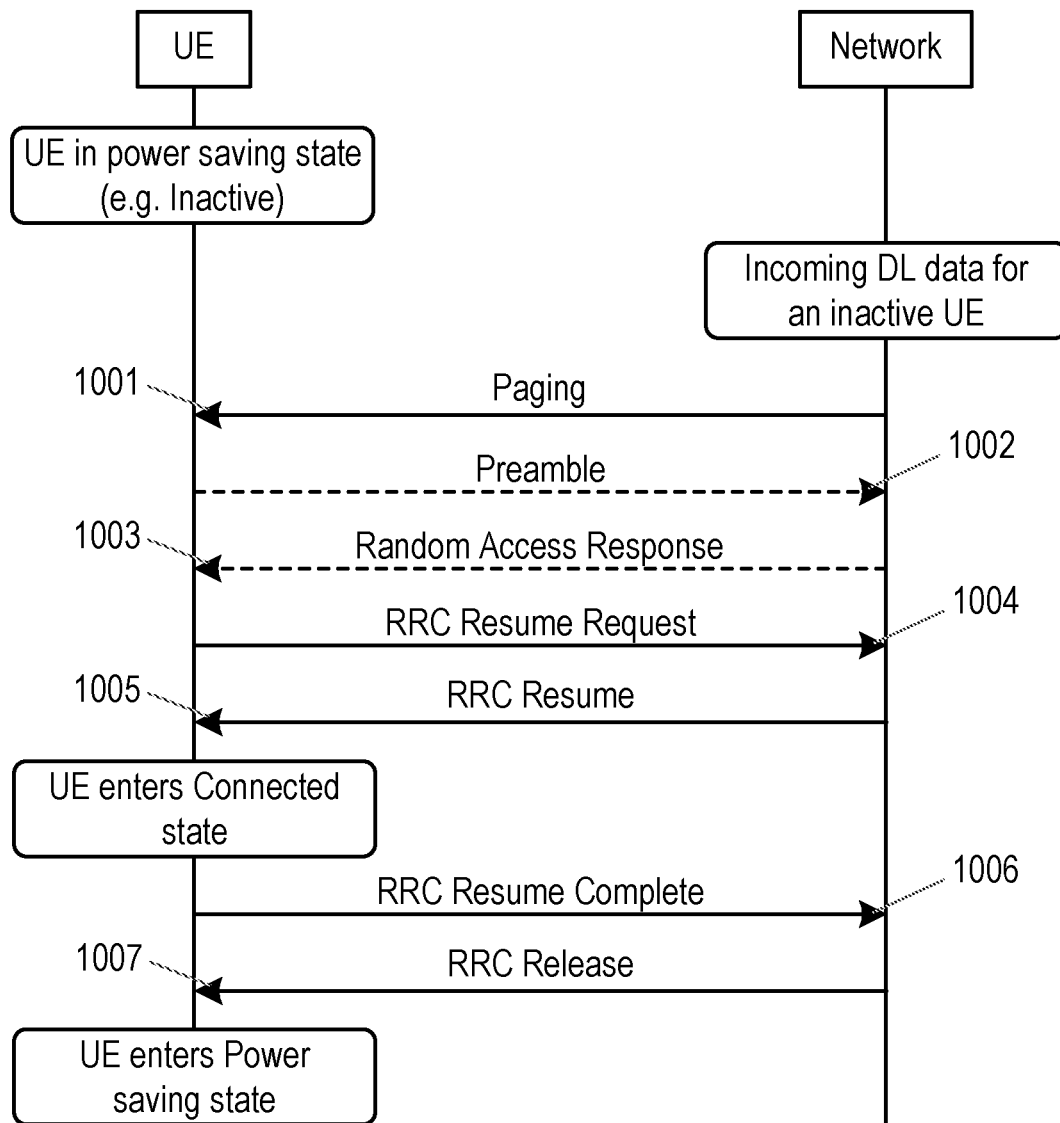 UE
Network
UE in power saving state
(e.g. Inactive)
Incoming DL data for
an inactive UE
1001
Paging
Preamble
1002
1003
Random Access Response
RRC Resume Request
1004
1005
RRC Resume
UE enters Connected
state
RRC Resume Complete
1006
1007
RRC Release
UE enters Power
saving state